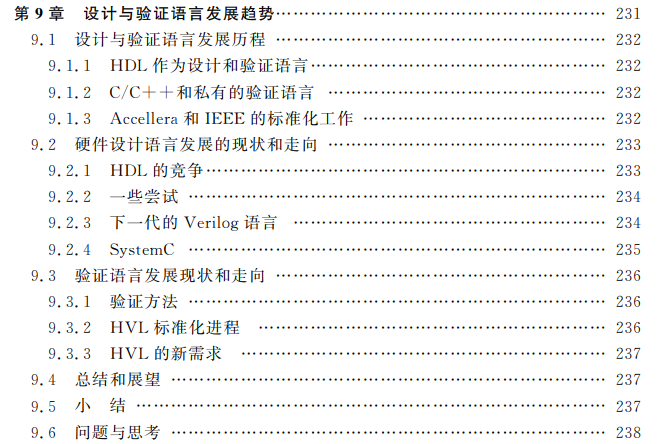 第 9 章　设计与验证语言发展趋势…………………………………………… 231
9.1　设计与验证语言发展历程 …………………………………………… 232
9.1.1　HDL 作为设计和验证语言…………………………………………… 232
9.1.2　C/C＋＋和私有的验证语言 …………………………………………… 232
9.1.3　Accellera 和 IEEE 的标准化工作 …………………………………………… 232
9.2　硬件设计语言发展的现状和走向 …………………………………………… 233
9.2.1　HDL 的竞争…………………………………………… 233
9.2.2　一些尝试 …………………………………………… 234
9.2.3　下一代的 Verilog 语言 …………………………………………… 234
9.2.4　SystemC …………………………………………… 235
9.3　验证语言发展现状和走向 …………………………………………… 236
9.3.1　验证方法 …………………………………………… 236
9.3.2　HVL 标准化进程 …………………………………………… 236
9.3.3　HVL 的新需求 …………………………………………… 237
9.4　总结和展望 …………………………………………… 237
9.5　小　结 …………………………………………… 237
9.6　问题与思考 …………………………………………… 238